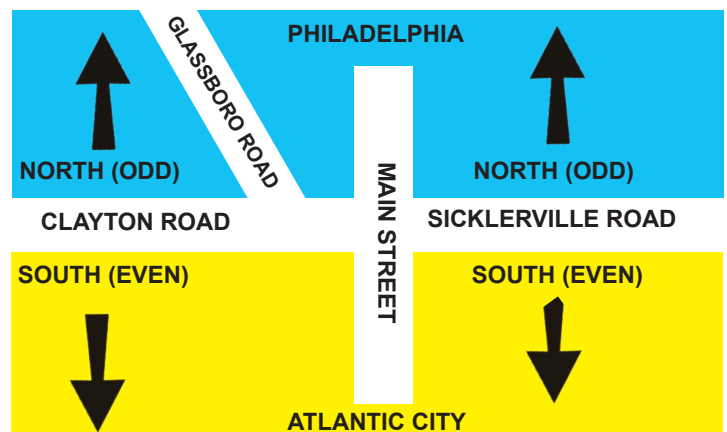 GLASSBORO ROAD
PHILADELPHIA
NORTH (ODD)
NORTH (ODD)
CLAYTON ROAD
MAIN STREET
SICKLERVILLE ROAD
SOUTH (EVEN)
SOUTH (EVEN)
ATLANTIC CITY